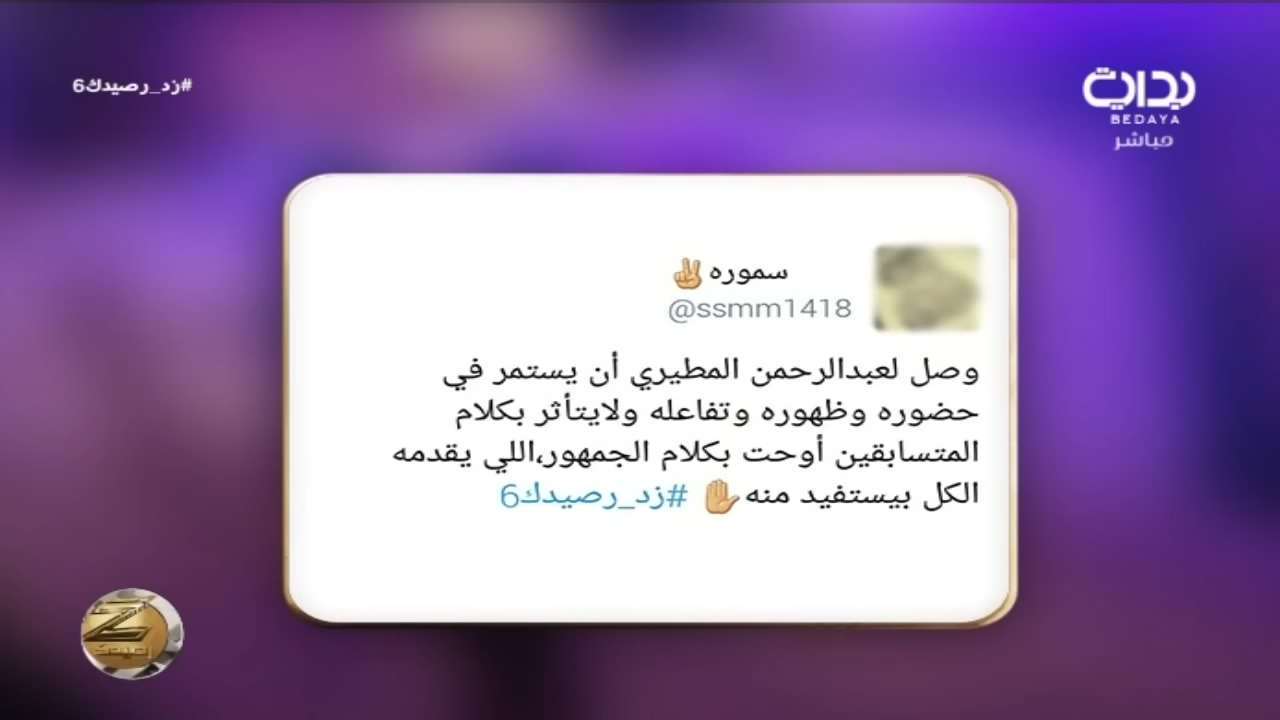 #زد_رصيدك6
بداية
BEDAYA
مباشر
سموره✌
@ssmm1418
وصل لعبدالرحمن المطيري أن يستمر في
حضوره وظهوره وتفاعله ولايتأثر بكلام
المتسابقين أوحت بكلام الجمهور،اللي يقدمه
الكل بيستفيد منه✋ #زد_رصيدك6
Z
رصيدك